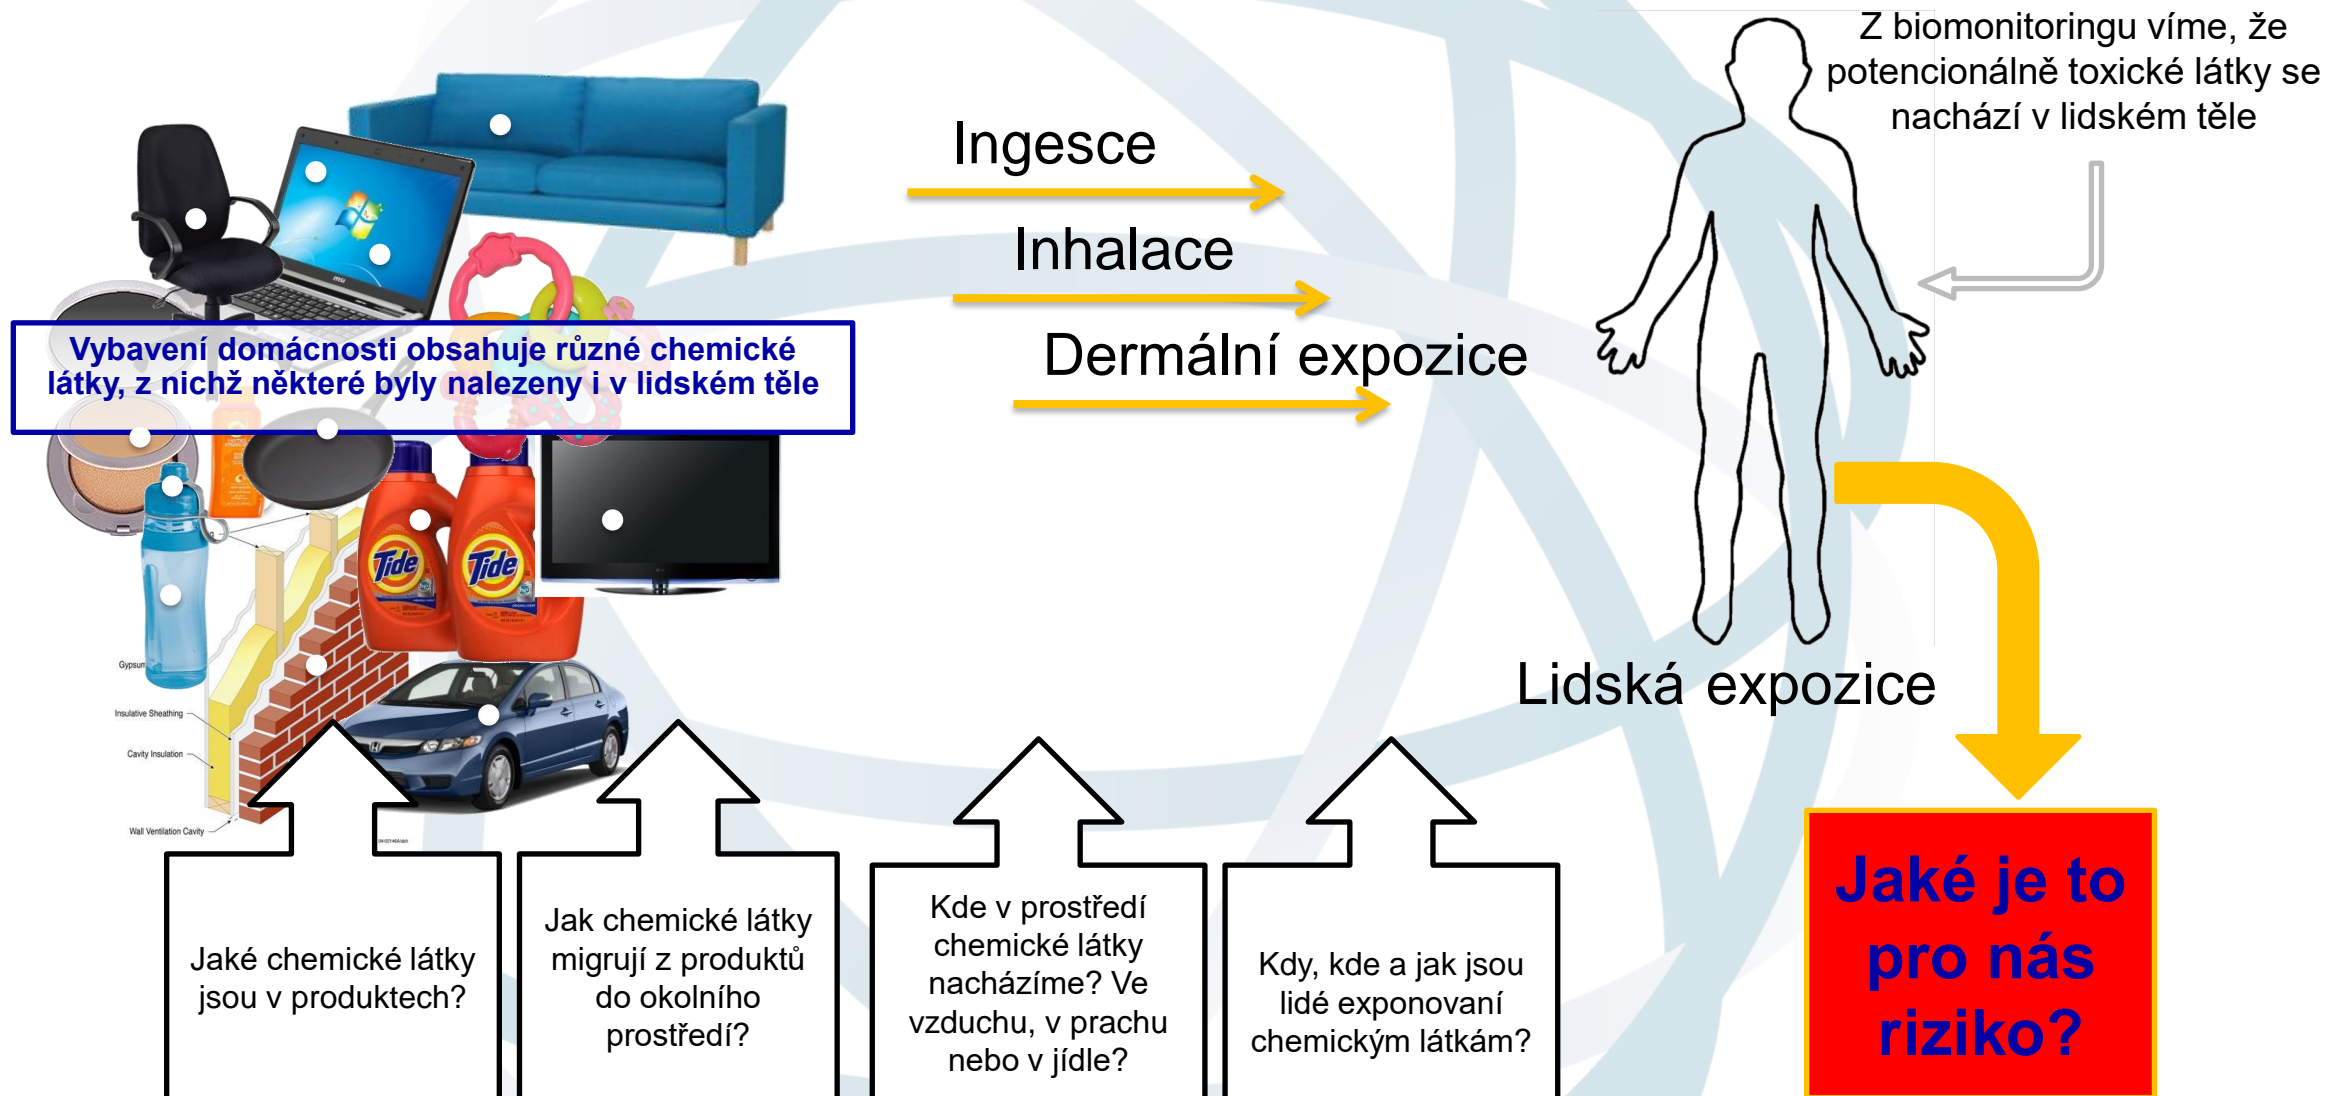 Z biomonitoringu víme, že
potencionálně toxické látky se
nachází v lidském těle
Ingesce
Inhalace
Dermální expozice
Vybavení domácnosti obsahuje různé chemické
látky, z nichž některé byly nalezeny i v lidském těle
Tide
Tide
Gypsum
Insulative Sheathing
Cavity Insulation
Wall Ventilation Cavity
Lidská expozice
Jaké chemické látky
jsou v produktech?
Jak chemické látky
migrují z produktů
do okolního
prostředí?
Kde v prostředí
chemické látky
nacházíme? Ve
vzduchu, v prachu
nebo v jídle?
Kdy, kde a jak jsou
lidé exponovaní
chemickým látkám?
Jaké je to
pro nás
riziko?